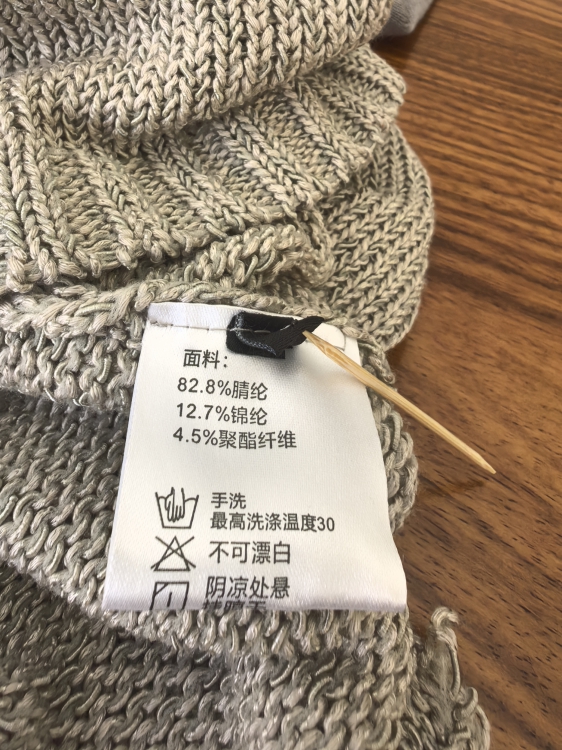 面料：
82.8%腈纶
12.7%锦纶
4.5%聚酯纤维
手洗
最高洗涤温度30
不可漂白
阴凉处悬